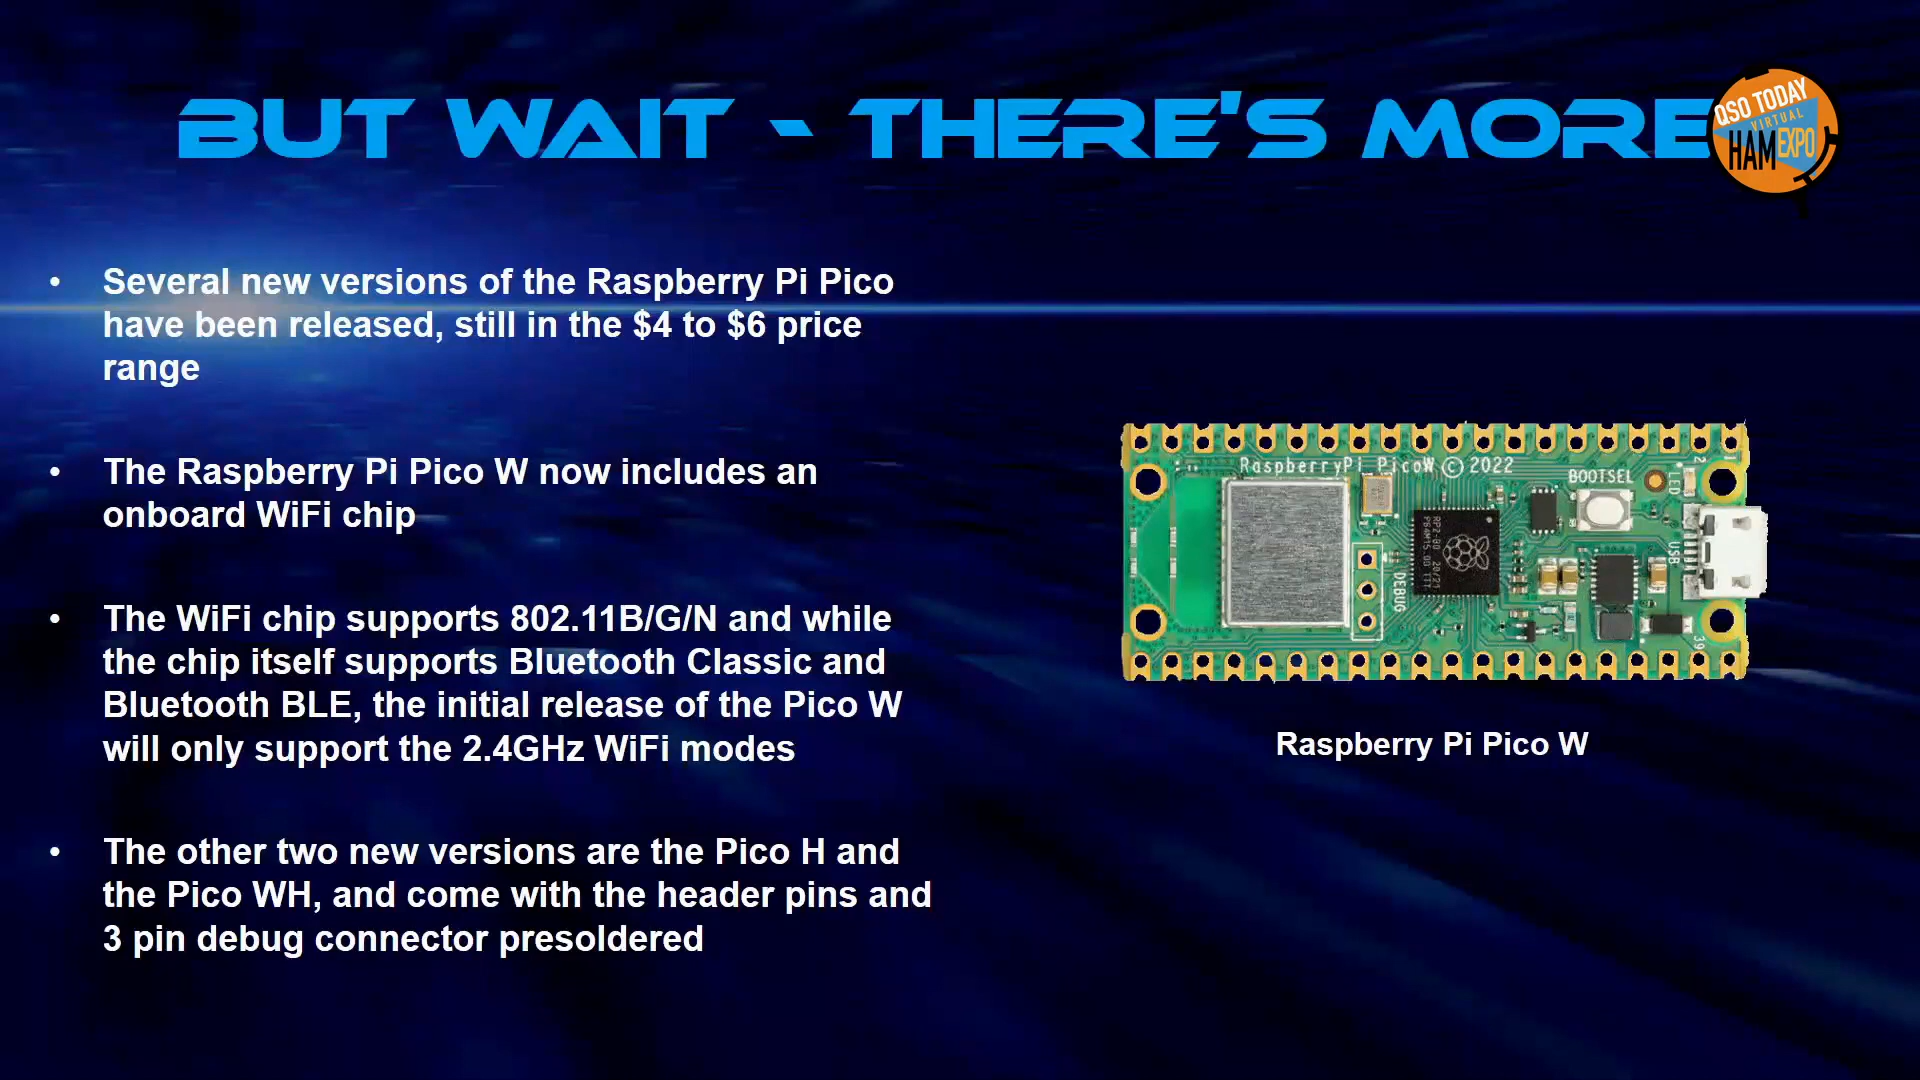 BUT WAIT - THERE'S MORE
QSO TODAY
VIRTUAL
HAM EXPO
• Several new versions of the Raspberry Pi Pico
have been released, still in the $4 to $6 price
range
• The Raspberry Pi Pico W now includes an
onboard WiFi chip
• The WiFi chip supports 802.11B/G/N and while
the chip itself supports Bluetooth Classic and
Bluetooth BLE, the initial release of the Pico W
will only support the 2.4GHz WiFi modes
• The other two new versions are the Pico H and
the Pico WH, and come with the header pins and
3 pin debug connector presoldered
RaspberryPi PicoW © 2022
BOOTSEL
LED
2
1
USB
DEBUG
39
Raspberry Pi Pico W